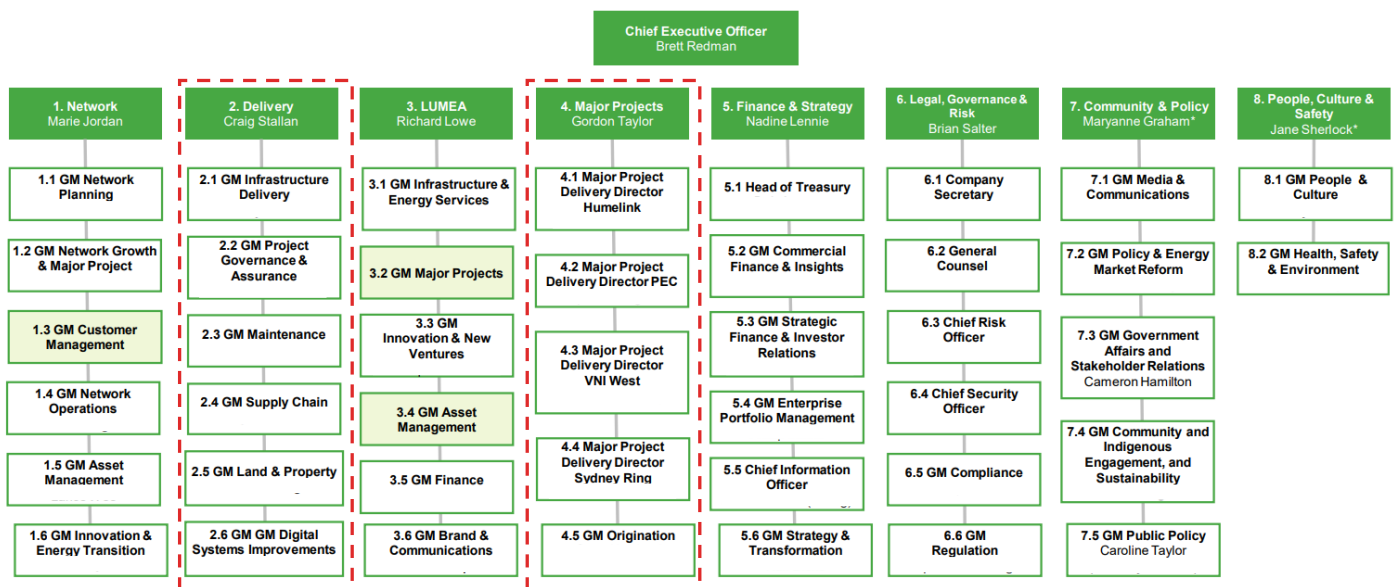 Chief Executive Officer
Brett Redman
1. Network
Marie Jordan
1.1 GM Network
Planning
1.2 GM Network Growth
& Major Project
1.3 GM Customer
Management
1.4 GM Network
Operations
1.5 GM Asset
Management
1.6 GM Innovation &
Energy Transition
2. Delivery
Craig Stallan
2.1 GM Infrastructure
Delivery
2.2 GM Project
Governance &
Assurance
2.3 GM Maintenance
2.4 GM Supply Chain
2.5 GM Land & Property
2.6 GM GM Digital
Systems Improvements
3. LUMEA
Richard Lowe
3.1 GM Infrastructure &
Energy Services
3.2 GM Major Projects
3.3 GM
Innovation & New
Ventures
3.4 GM Asset
Management
3.5 GM Finance
3.6 GM Brand &
Communications
4. Major Projects
Gordon Taylor
4.1 Major Project
Delivery Director
Humelink
4.2 Major Project
Delivery Director PEC
4.3 Major Project
Delivery Director
VNI West
4.4 Major Project
Delivery Director
Sydney Ring
4.5 GM Origination
5. Finance & Strategy
Nadine Lennie
5.1 Head of Treasury
5.2 GM Commercial
Finance & Insights
5.3 GM Strategic
Finance & Investor
Relations
5.4 GM Enterprise
Portfolio Management
5.5 Chief Information
Officer
5.6 GM Strategy &
Transformation
6. Legal, Governance &
Risk
Brian Salter
6.1 Company
Secretary
6.2 General
Counsel
6.3 Chief Risk
Officer
6.4 Chief Security
Officer
6.5 GM Compliance
6.6 GM
Regulation
7. Community & Policy
Maryanne Graham*
7.1 GM Media &
Communications
7.2 GM Policy & Energy
Market Reform
7.3 GM Government
Affairs and
Stakeholder Relations
Cameron Hamilton
7.4 GM Community and
Indigenous
Engagement, and
Sustainability
7.5 GM Public Policy
Caroline Taylor
8. People, Culture &
Safety
Jane Sherlock*
8.1 GM People & 
Culture
8.2 GM Health, Safety
& Environment